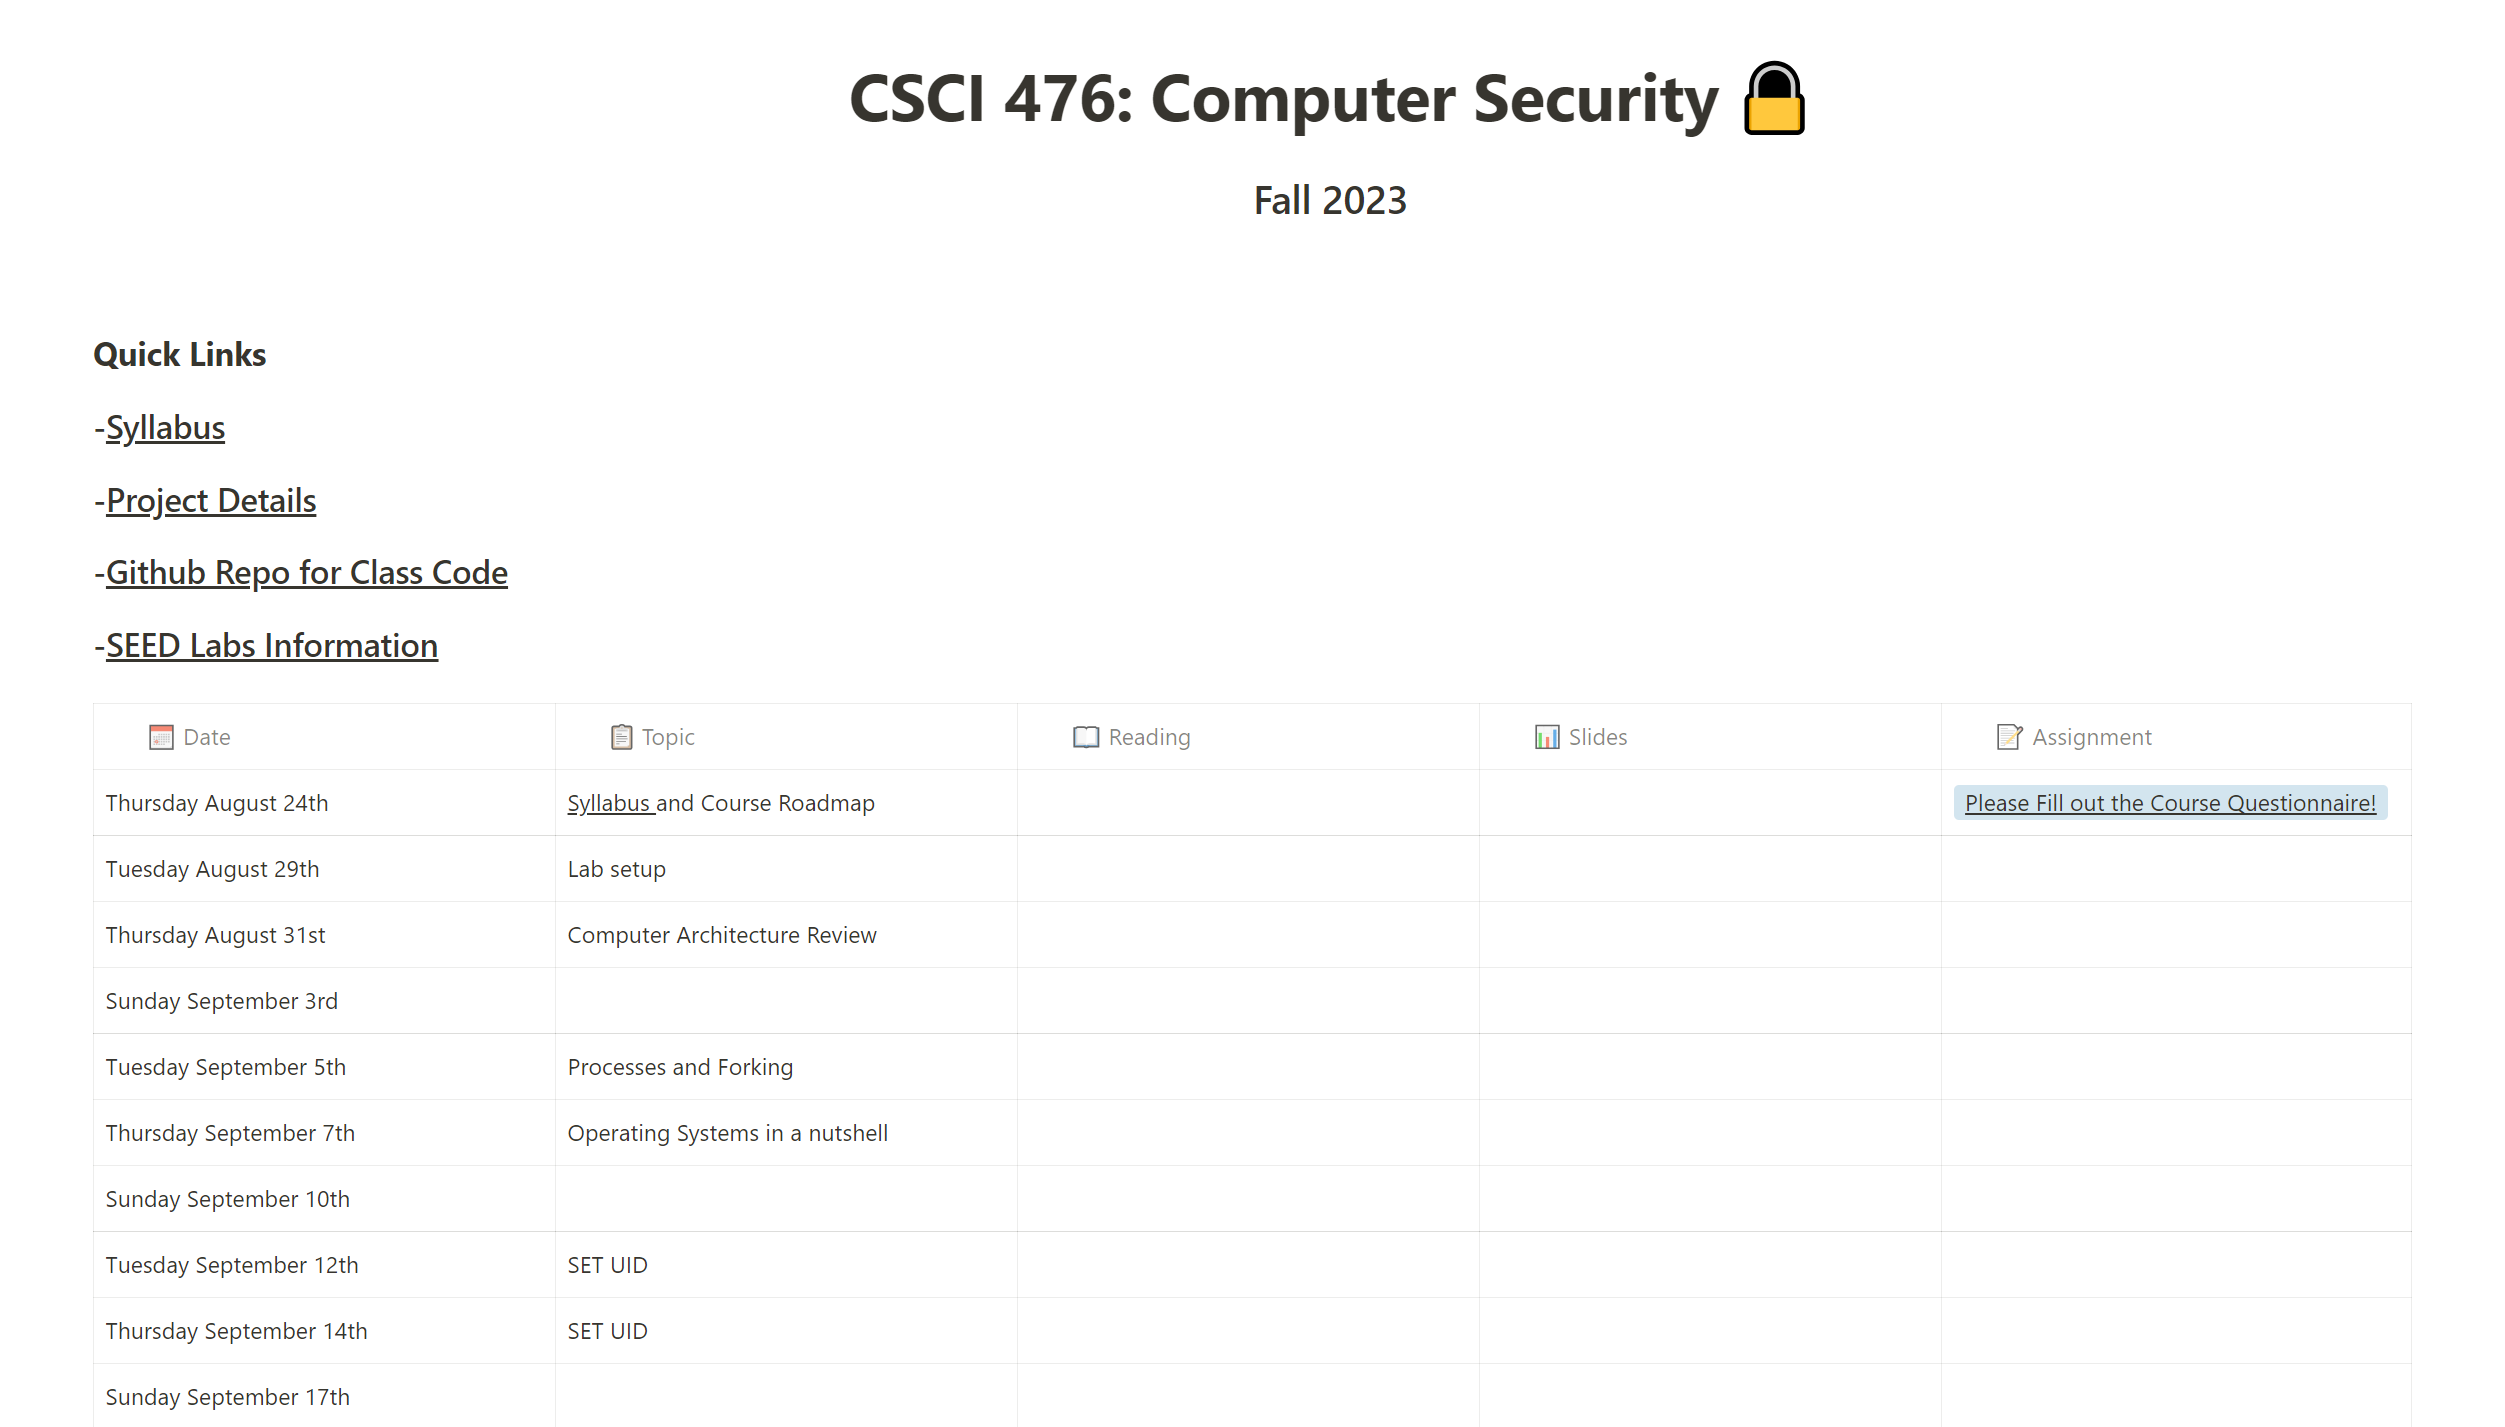 CSCI 476: Computer Security
Fall 2023
Quick Links
-Syllabus
-Project Details
-Github Repo for Class Code
-SEED Labs Information
Date Topic Reading Slides Assignment
Thursday August 24th Syllabus and Course Roadmap Please Fill out the Course Questionnaire!
Tuesday August 29th Lab setup
Thursday August 31st Computer Architecture Review
Sunday September 3rd
Tuesday September 5th Processes and Forking
Thursday September 7th Operating Systems in a nutshell
Sunday September 10th
Tuesday September 12th SET UID
Thursday September 14th SET UID
Sunday September 17th